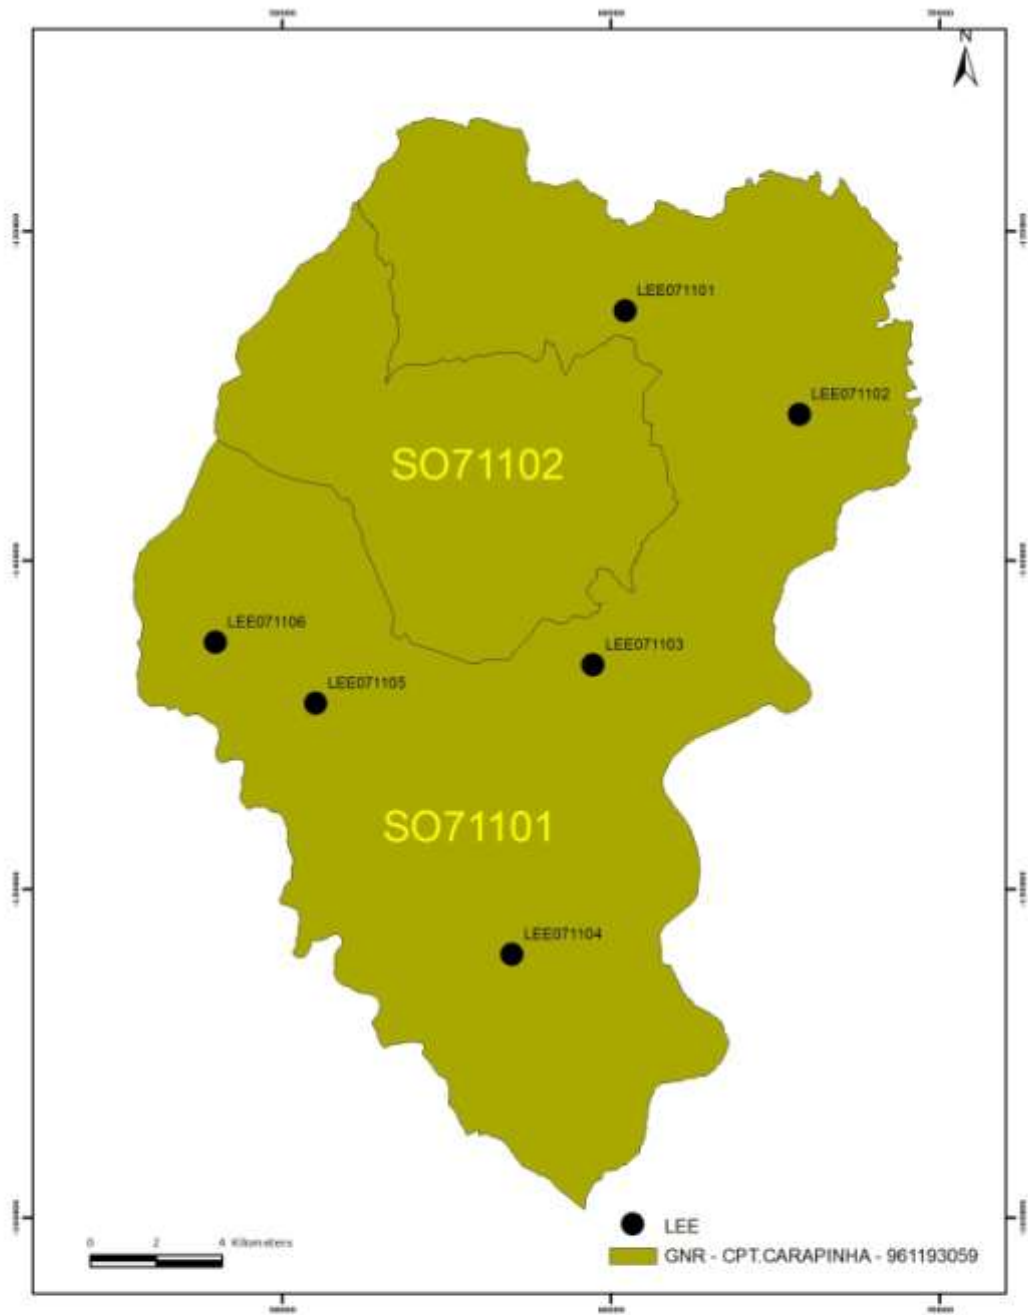 N
LEE071101
LEE071102
SO71102
LEE071106
LEE071103
LEE071105
SO71101
LEE071104
LEE
0 2 4 Kilometers
GNR - CPT.CARAPINHA - 961193059